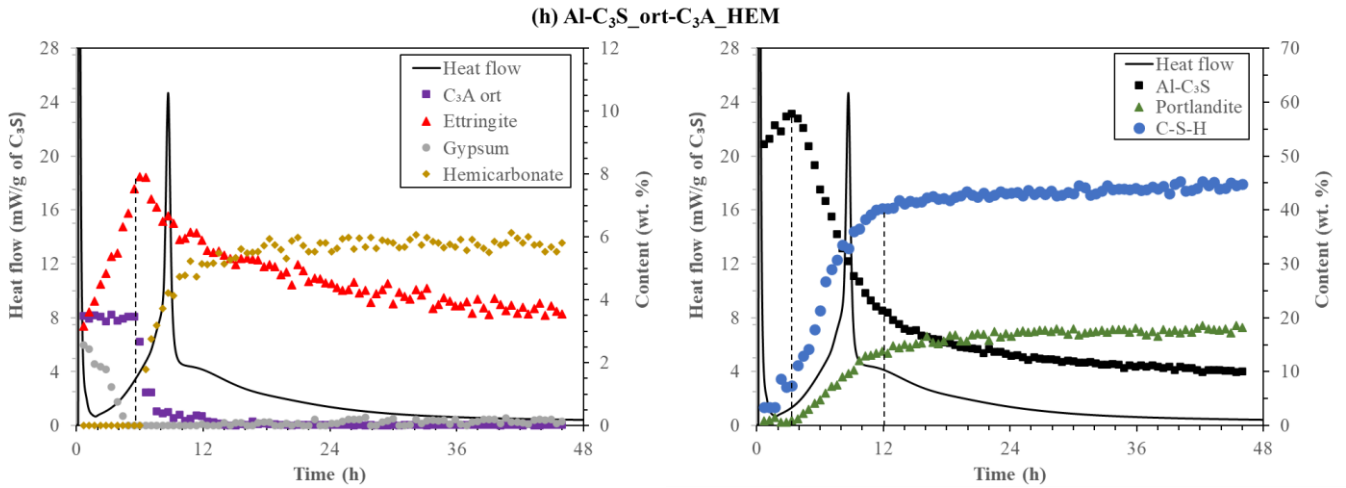 (h) Al-C₃S_ort-C₃A_HEM
Heat flow (mW/g of C₃S)
28
24
20
16
12
8
4
0
Heat flow
C₃A ort
Ettringite
Gypsum
Hemicarbonate
12
10
8
6
4
2
0
Content (wt. %)
0
12
24
36
48
Time (h)
Heat flow (mW/g of C₃S)
28
24
20
16
12
8
4
0
Heat flow
Al-C₃S
Portlandite
C-S-H
70
60
50
40
30
20
10
0
Content (wt. %)
0
12
24
36
48
Time (h)